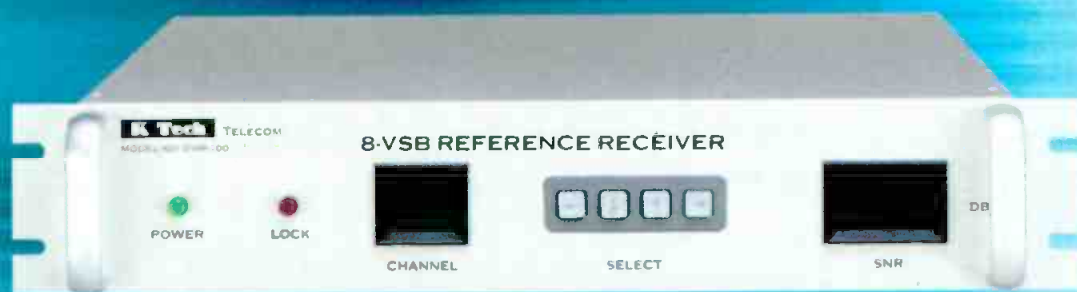 K Tech TELECOM
8-VSB REFERENCE RECEIVER
POWER
LOCK
CHANNEL
SELECT
SNR
DB